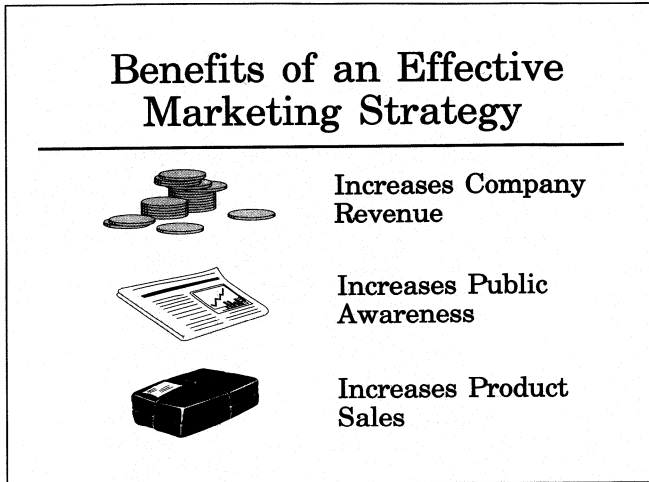 Benefits of an Effective
Marketing Strategy
Increases Company
Revenue
Increases Public
Awareness
Increases Product
Sales